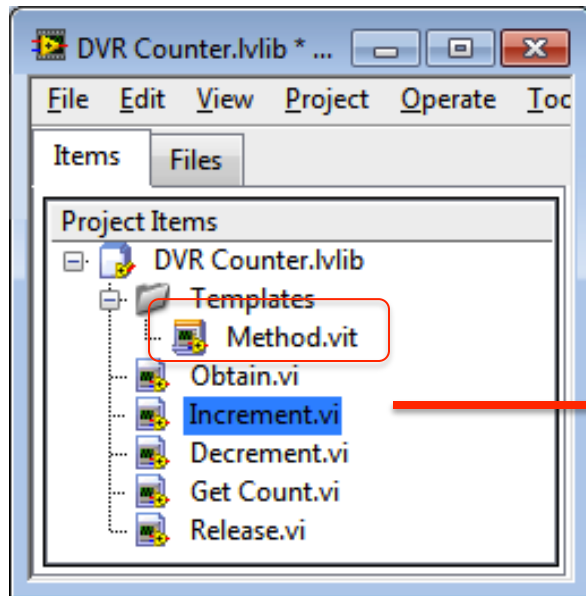 DVR Counter.lvlib * ...
File Edit View Project Operate Too
Items Files
Project Items
DVR Counter.lvlib
Templates
Method.vit
Obtain.vi
Increment.vi
Decrement.vi
Get Count.vi
Release.vi